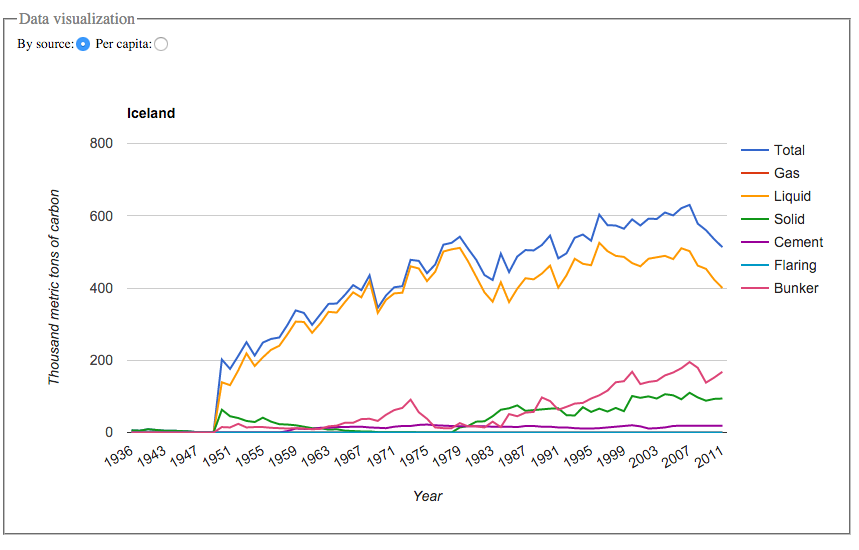 Data visualization
By source: Per capita:
Iceland
800
600
400
200
0
Thousand metric tons of carbon
1936 1943 1947 1951 1955 1959 1963 1967 1971 1975 1979 1983 1987 1991 1995 1999 2003 2007 2011
Year
Total
Gas
Liquid
Solid
Cement
Flaring
Bunker